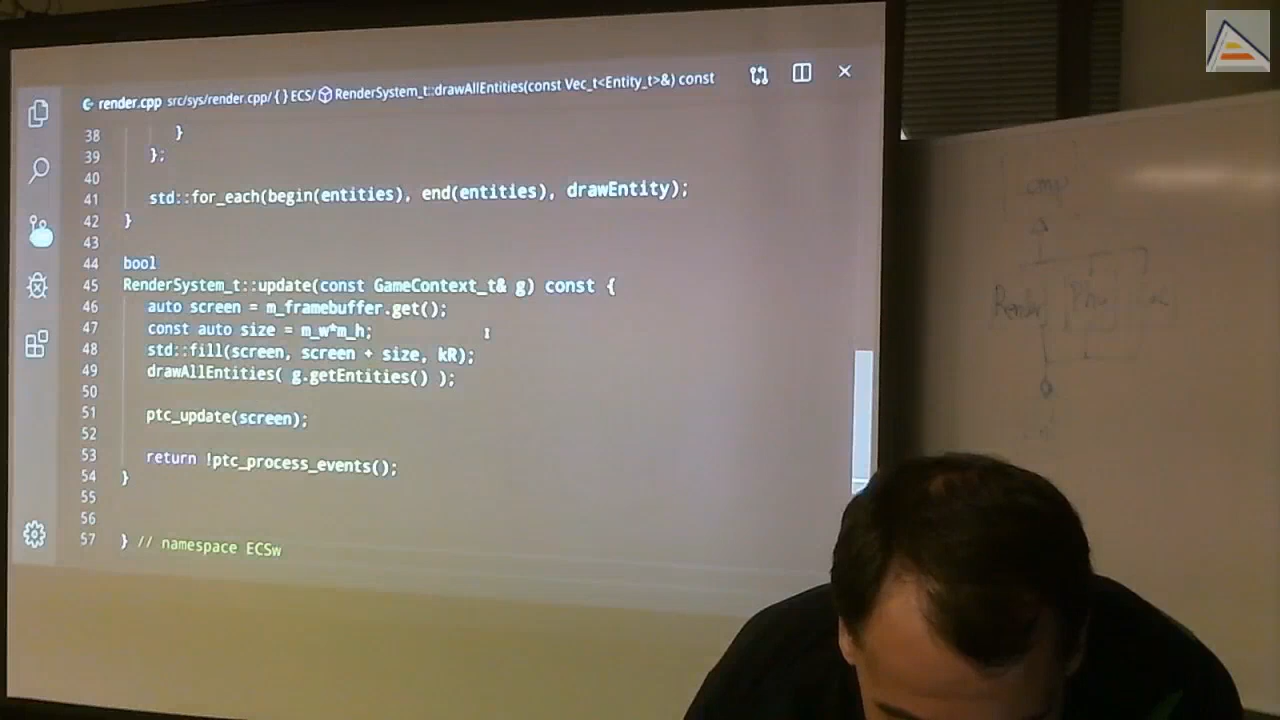 render.cpp src/sys/render.cpp/ { } ECS/ RenderSystem_t::drawAllEntities(const Vec_t<Entity_t>&) const
38 }
39 };
40
41 std::for_each(begin(entities), end(entities), drawEntity);
42 }
43
44 bool
45 RenderSystem_t::update(const GameContext_t& g) const {
46 auto screen = m_framebuffer.get();
47 const auto size = m_w*m_h;
48 std::fill(screen, screen + size, kR);
49 drawAllEntities( g.getEntities() );
50
51 ptc_update(screen);
52
53 return !ptc_process_events();
54 }
55
56
57 } // namespace ECSw
Render